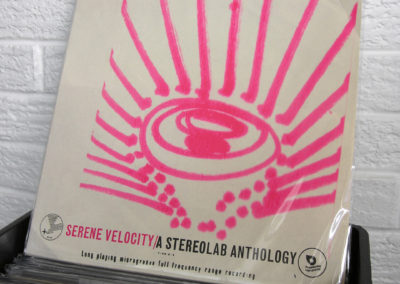 SERENE VELOCITY/A STEREOLAB ANTHOLOGY
Long playing microgroove full frequency range recording